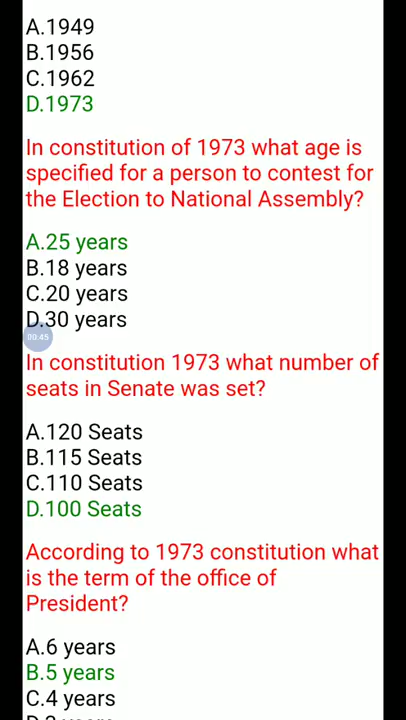 A.1949
B.1956
C.1962
D.1973
In constitution of 1973 what age is
specified for a person to contest for
the Election to National Assembly?
A.25 years
B.18 years
C.20 years
D.30 years
00:45
In constitution 1973 what number of
seats in Senate was set?
A.120 Seats
B.115 Seats
C.110 Seats
D.100 Seats
According to 1973 constitution what
is the term of the office of
President?
A.6 years
B.5 years
C.4 years